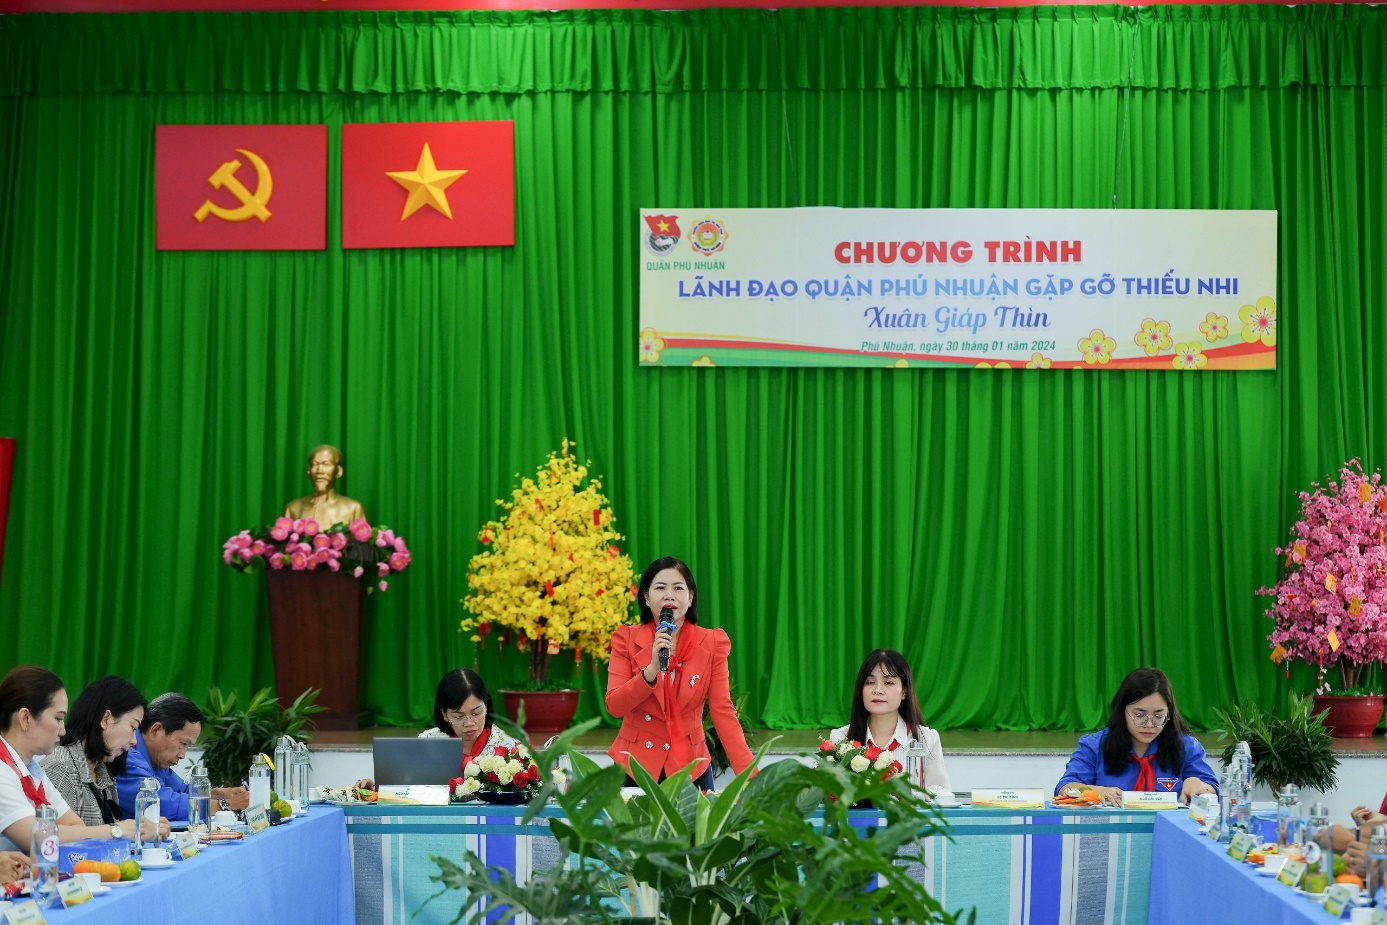 QUẬN PHÚ NHUẬN
CHƯƠNG TRÌNH
LÃNH ĐẠO QUẬN PHÚ NHUẬN GẶP GỠ THIẾU NHI
Xuân Giáp Thìn
Phú Nhuận, ngày 30 tháng 01 năm 2024